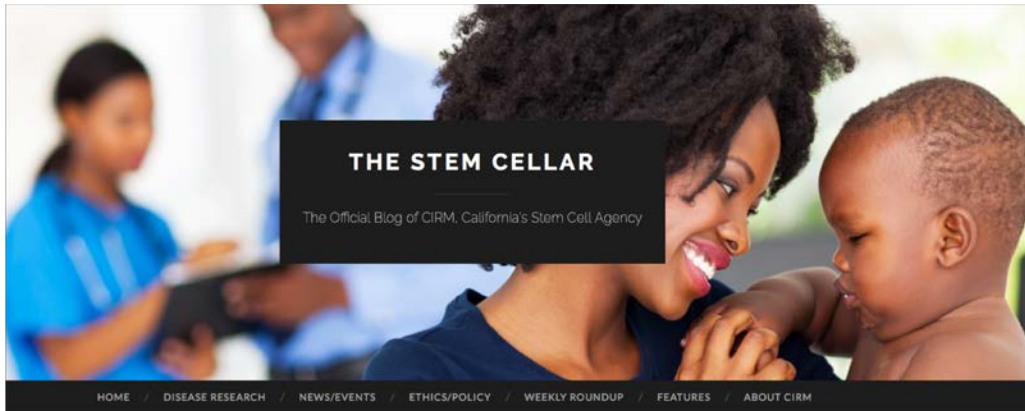 THE STEM CELLAR
The Official Blog of CIRM, California's Stem Cell Agency
HOME / DISEASE RESEARCH / NEWS/EVENTS / ETHICS/POLICY / WEEKLY ROUNDUP / FEATURES / ABOUT CIRM